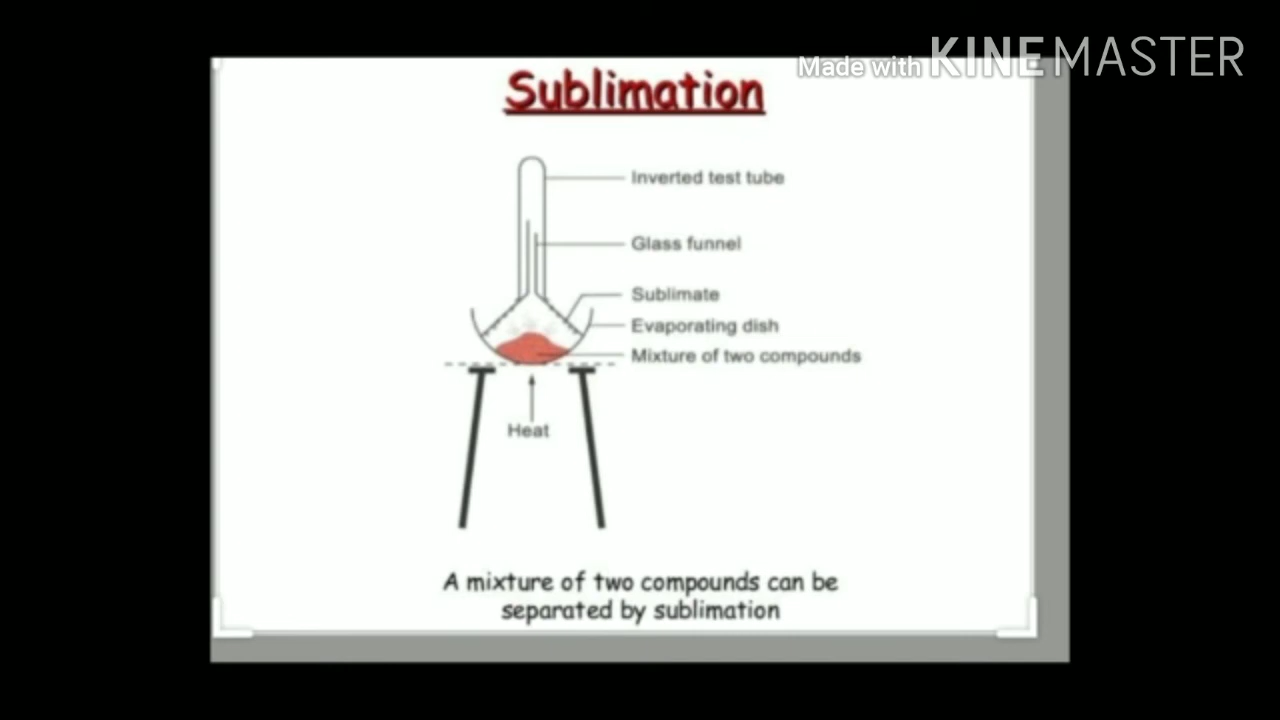 Made with KINEMASTER
Sublimation
Inverted test tube
Glass funnel
Sublimate
Evaporating dish
Mixture of two compounds
Heat
A mixture of two compounds can be
separated by sublimation